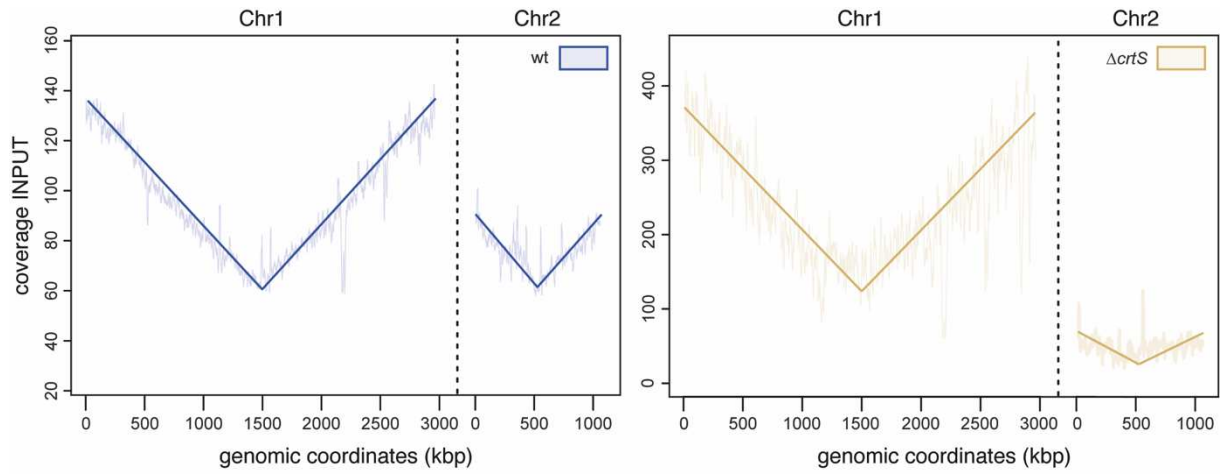 Chr1 Chr2 Chr1 Chr2
wt ΔcrtS
coverage INPUT
160
140
120
100
80
60
40
20
400
300
200
100
0
0 500 1000 1500 2000 2500 3000 0 500 1000
0 500 1000 1500 2000 2500 3000 0 500 1000
genomic coordinates (kbp) genomic coordinates (kbp)